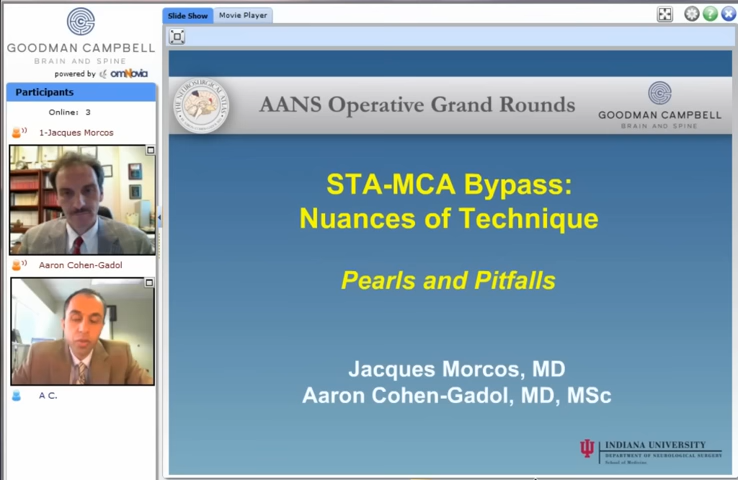 GOODMAN CAMPBELL
BRAIN AND SPINE
powered by omNovia
Participants
Online: 3
1-Jacques Morcos
Aaron Cohen-Gadol
A C.
Slide Show
Movie Player
AANS Operative Grand Rounds
GOODMAN CAMPBELL
BRAIN AND SPINE
STA-MCA Bypass:
Nuances of Technique
Pearls and Pitfalls
Jacques Morcos, MD
Aaron Cohen-Gadol, MD, MSc
INDIANA UNIVERSITY
DEPARTMENT OF NEUROLOGICAL SURGERY
School of Medicine